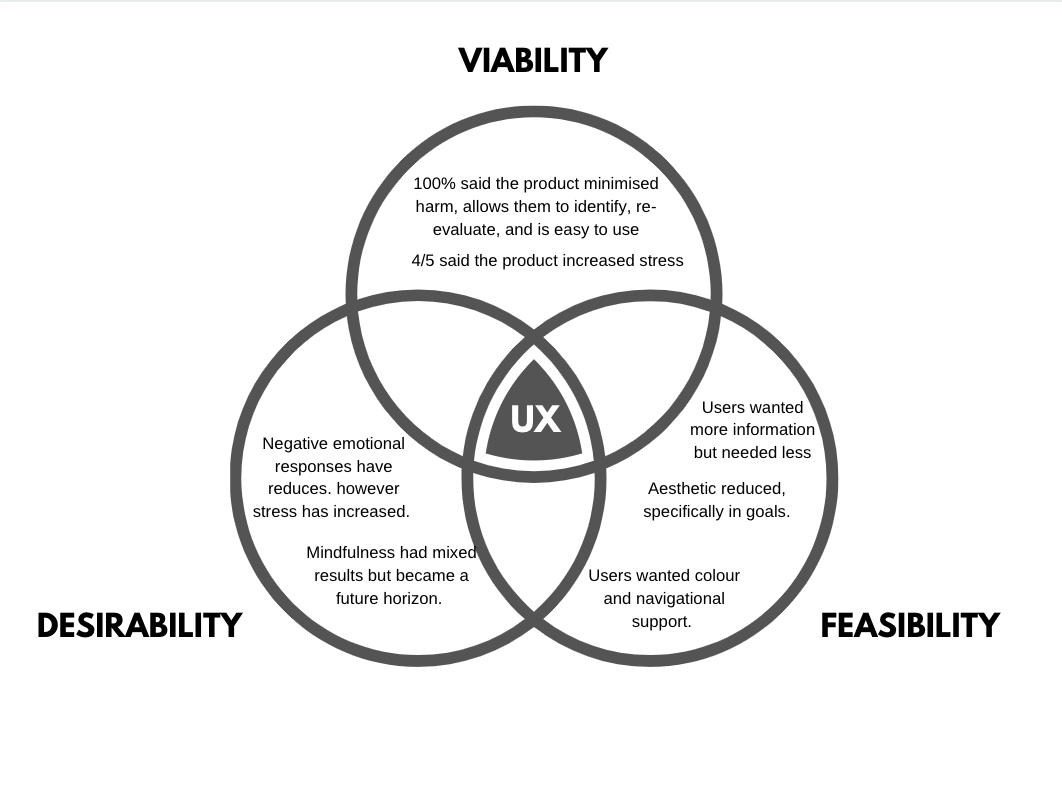 VIABILITY
100% said the product minimised
harm, allows them to identify, re-
evaluate, and is easy to use
4/5 said the product increased stress
UX
Negative emotional
responses have
reduces. however
stress has increased.
Mindfulness had mixed
results but became a
future horizon.
Users wanted
more information
but needed less
Aesthetic reduced,
specifically in goals.
Users wanted colour
and navigational
support.
DESIRABILITY
FEASIBILITY